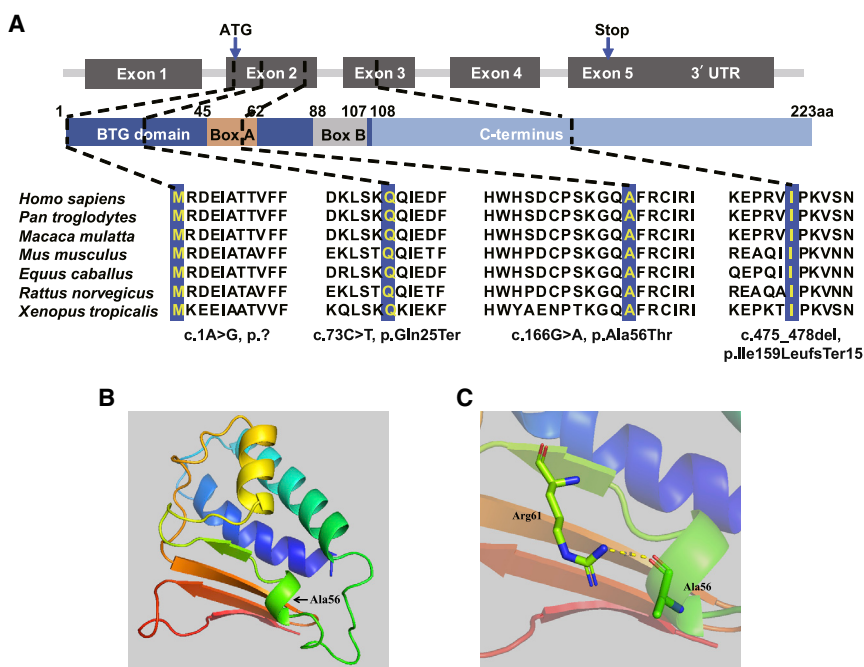 A
ATG
Stop
Exon 1
Exon 2
Exon 3
Exon 4
Exon 5
3′ UTR
1
45
62
88
107
108
223aa
BTG domain
Box A
Box B
C-terminus
Homo sapiens MRDEIATTVFF DKLSKQQIEDF HWHSDCPSKGQAFRCIRI KEPRVIPKVSN
Pan troglodytes MRDEIATTVFF DKLSKQQIEDF HWHSDCPSKGQAFRCIRI KEPRVIPKVSN
Macaca mulatta MRDEIATTVFF DKLSKQQIEDF HWHSDCPSKGQAFRCIRI KEPRVIPKVSN
Mus musculus MRDEIATAVFF EKLSTQQIETF HWHPDCPSKGQAFRCIRI REAQIIPKVNN
Equus caballus MRDEIATTVFF DRLSKQQIEDF HWHSDCPSKGQAFRCIRI QEPQIIPKVNN
Rattus norvegicus MRDEIATAVFF EKLSTQQIETF HWHPDCPSKGQAFRCIRI REAQAIPKVNN
Xenopus tropicalis MKEEIAATVVF KQLSKQKIEKF HWYAENPTKGQAFRCIRI KEPKTIPKVSN
c.1A>G, p.? c.73C>T, p.Gln25Ter c.166G>A, p.Ala56Thr c.475_478del,
p.Ile159LeufsTer15
B
Ala56
C
Arg61
Ala56